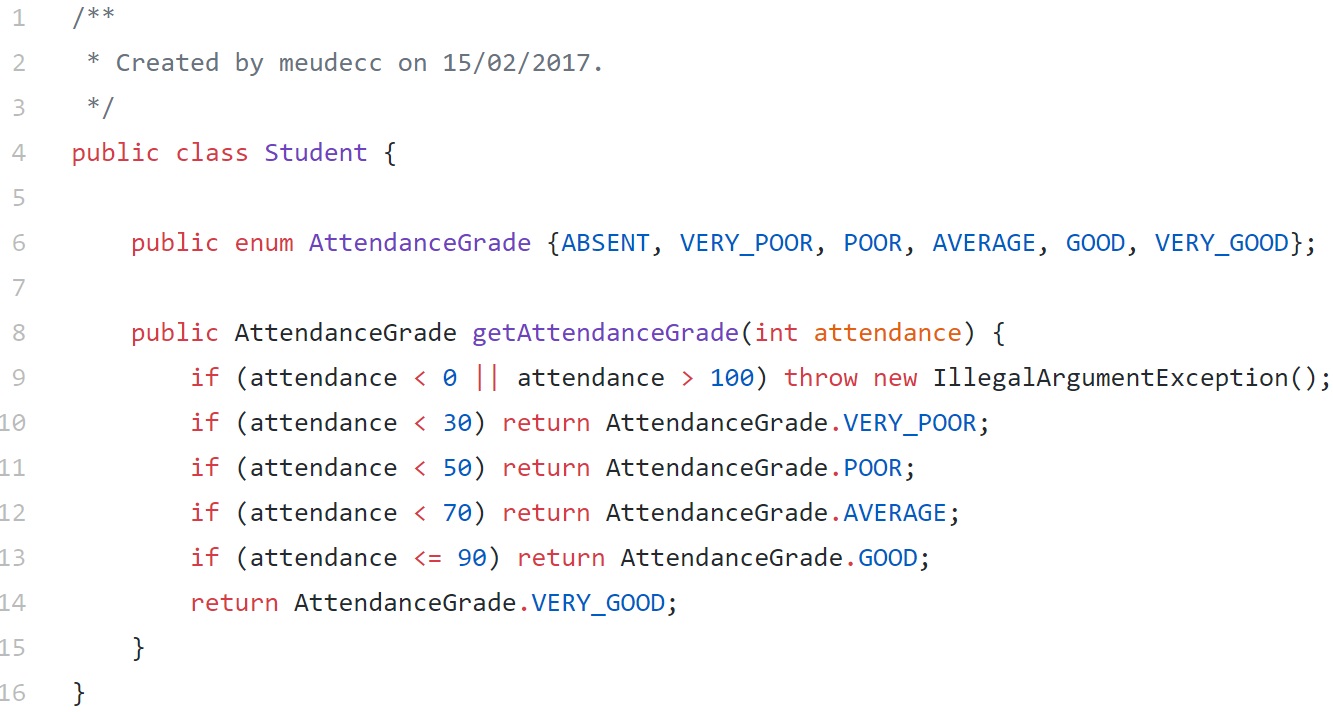 1 /**
2  * Created by meudecc on 15/02/2017.
3  */
4 public class Student {
5
6     public enum AttendanceGrade {ABSENT, VERY_POOR, POOR, AVERAGE, GOOD, VERY_GOOD};
7
8     public AttendanceGrade getAttendanceGrade(int attendance) {
9         if (attendance < 0 || attendance > 100) throw new IllegalArgumentException();
10         if (attendance < 30) return AttendanceGrade.VERY_POOR;
11         if (attendance < 50) return AttendanceGrade.POOR;
12         if (attendance < 70) return AttendanceGrade.AVERAGE;
13         if (attendance <= 90) return AttendanceGrade.GOOD;
14         return AttendanceGrade.VERY_GOOD;
15     }
16 }